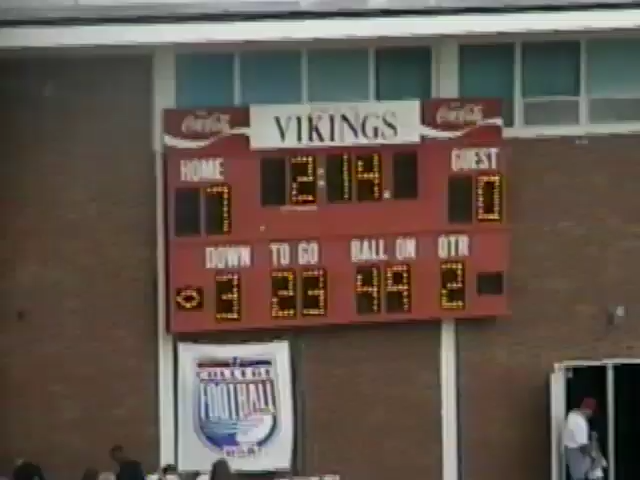 Coca-Cola VIKINGS Coca-Cola
HOME 2:14 GUEST
7 0
DOWN TO GO BALL ON QTR
3 23 49 2
COLLEGE
FOOTBALL